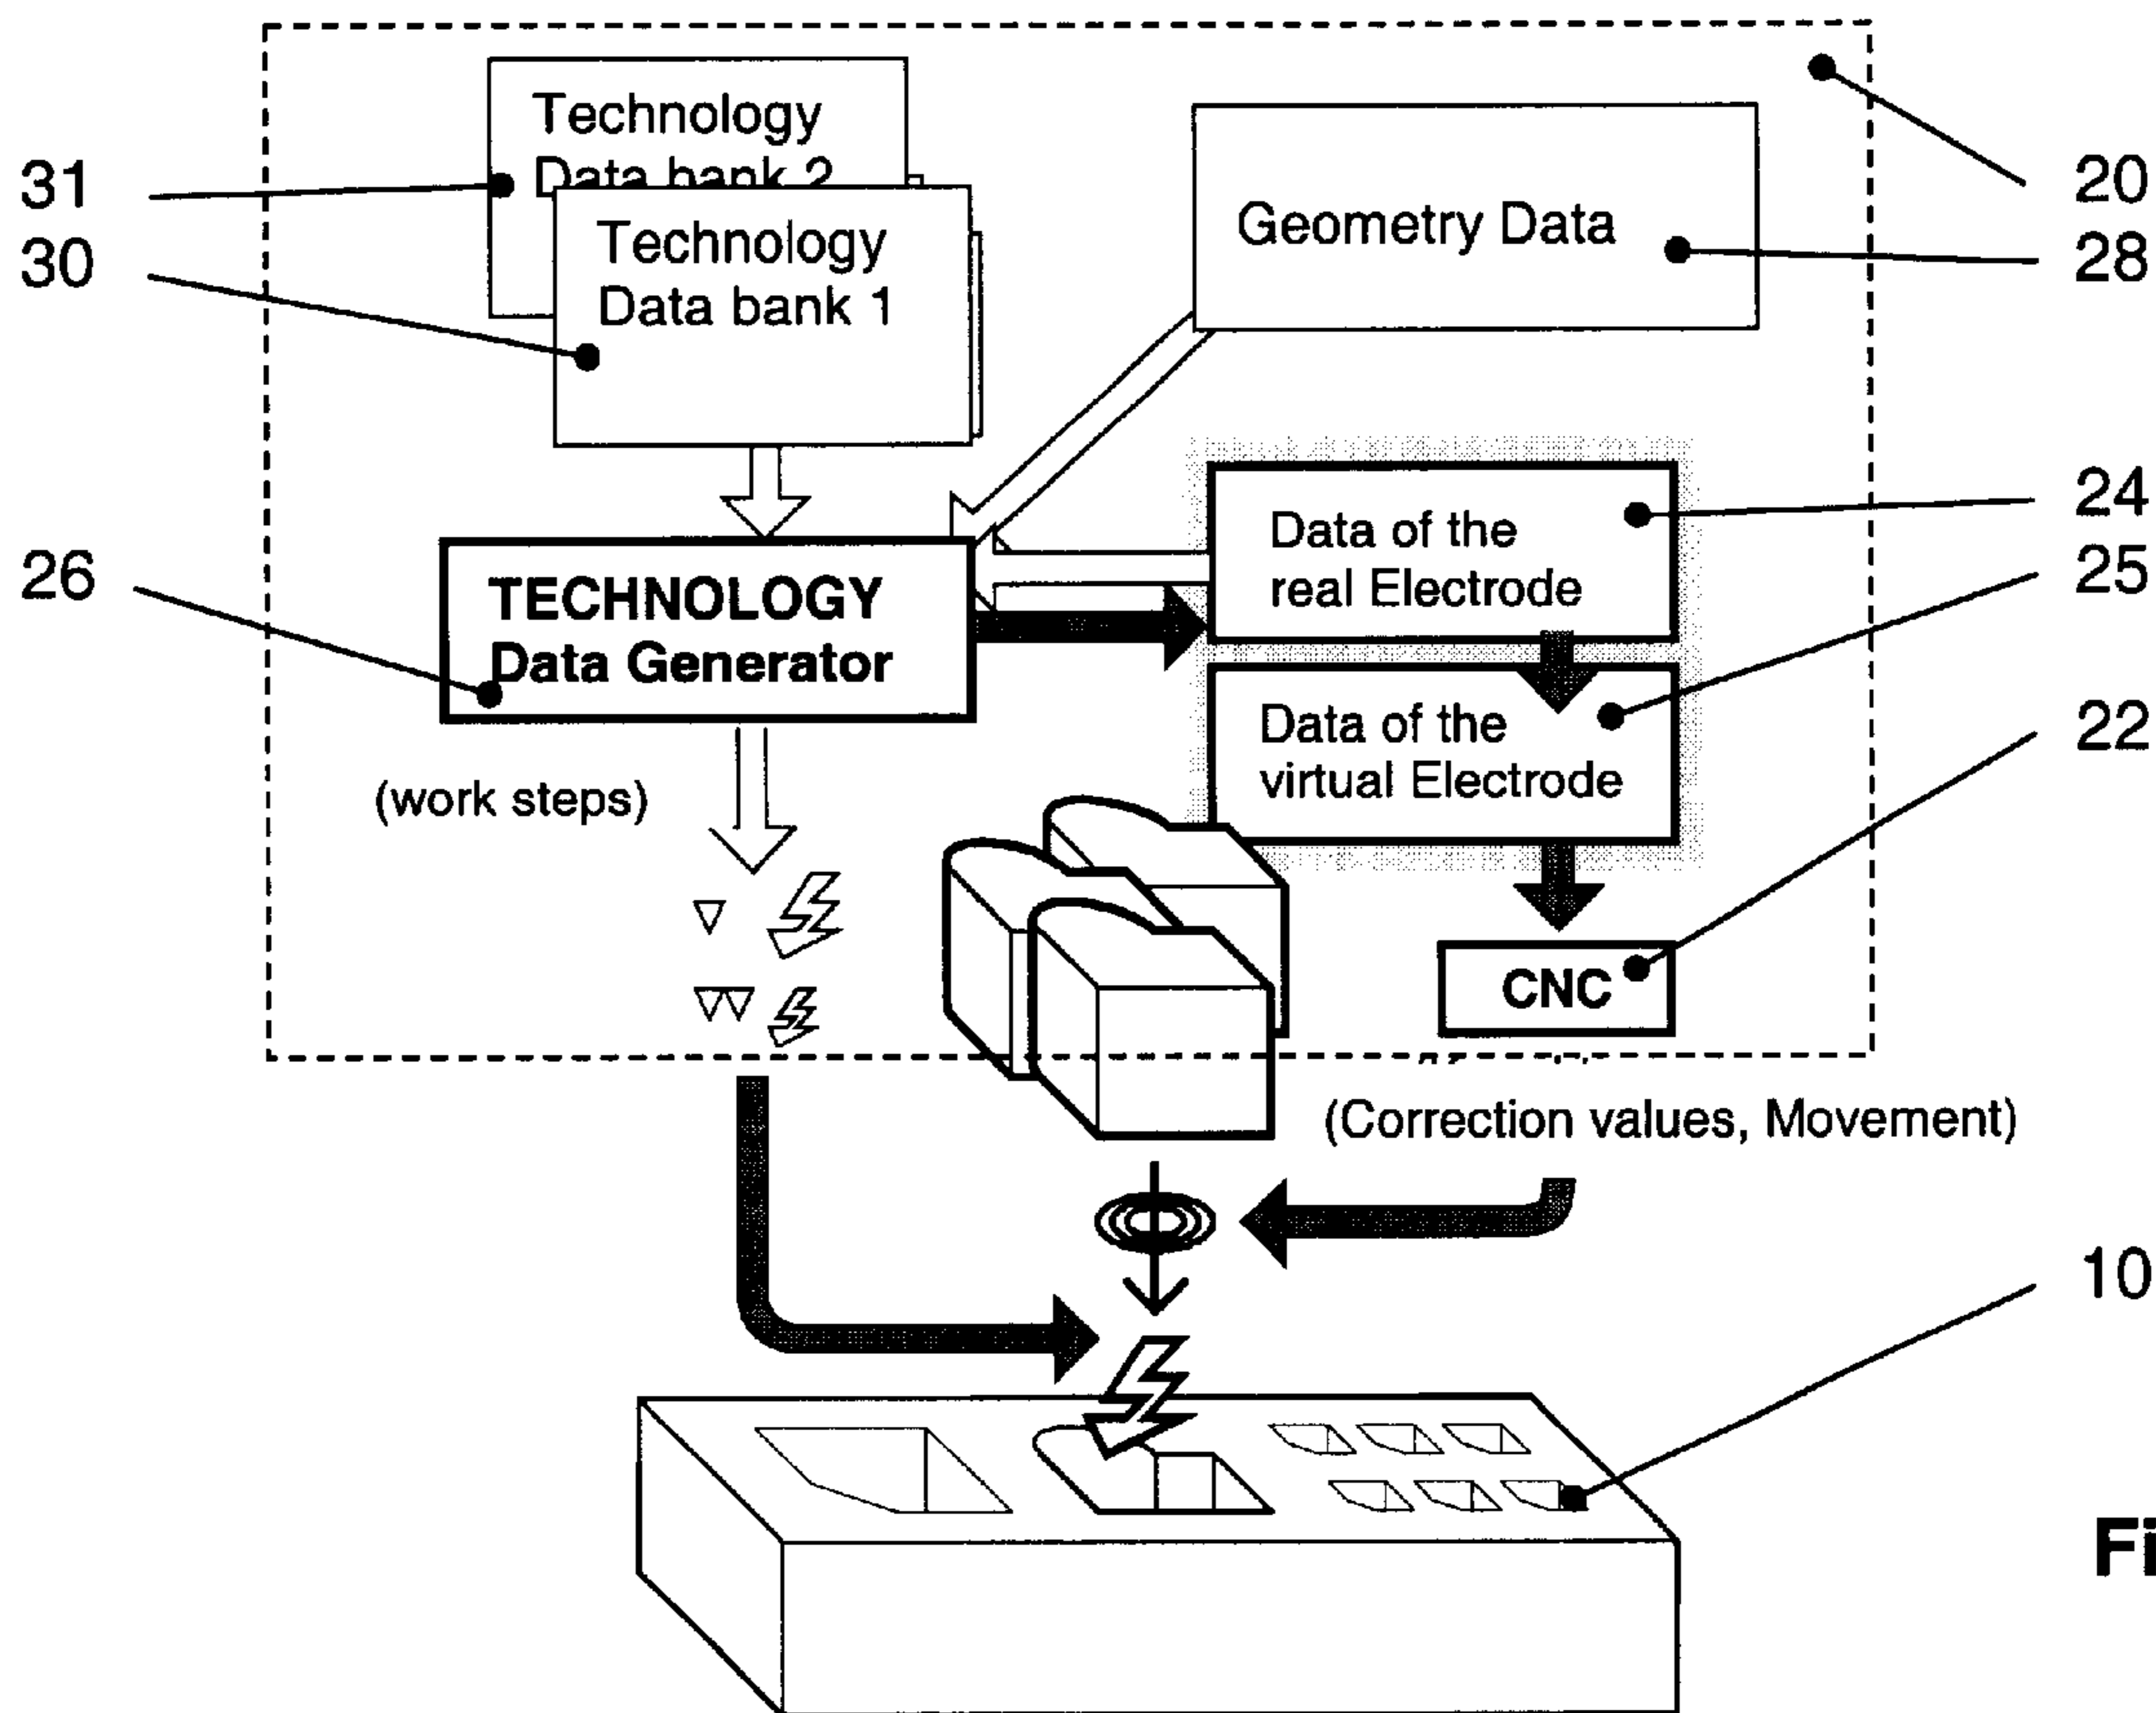 Technology
Data bank 2
31
20
Technology
Data bank 1
Geometry Data
30
28
24
Data of the
real Electrode
26
25
TECHNOLOGY
Data Generator
Data of the
virtual Electrode
22
(work steps)
CNC
(Correction values, Movement)
10
Fi